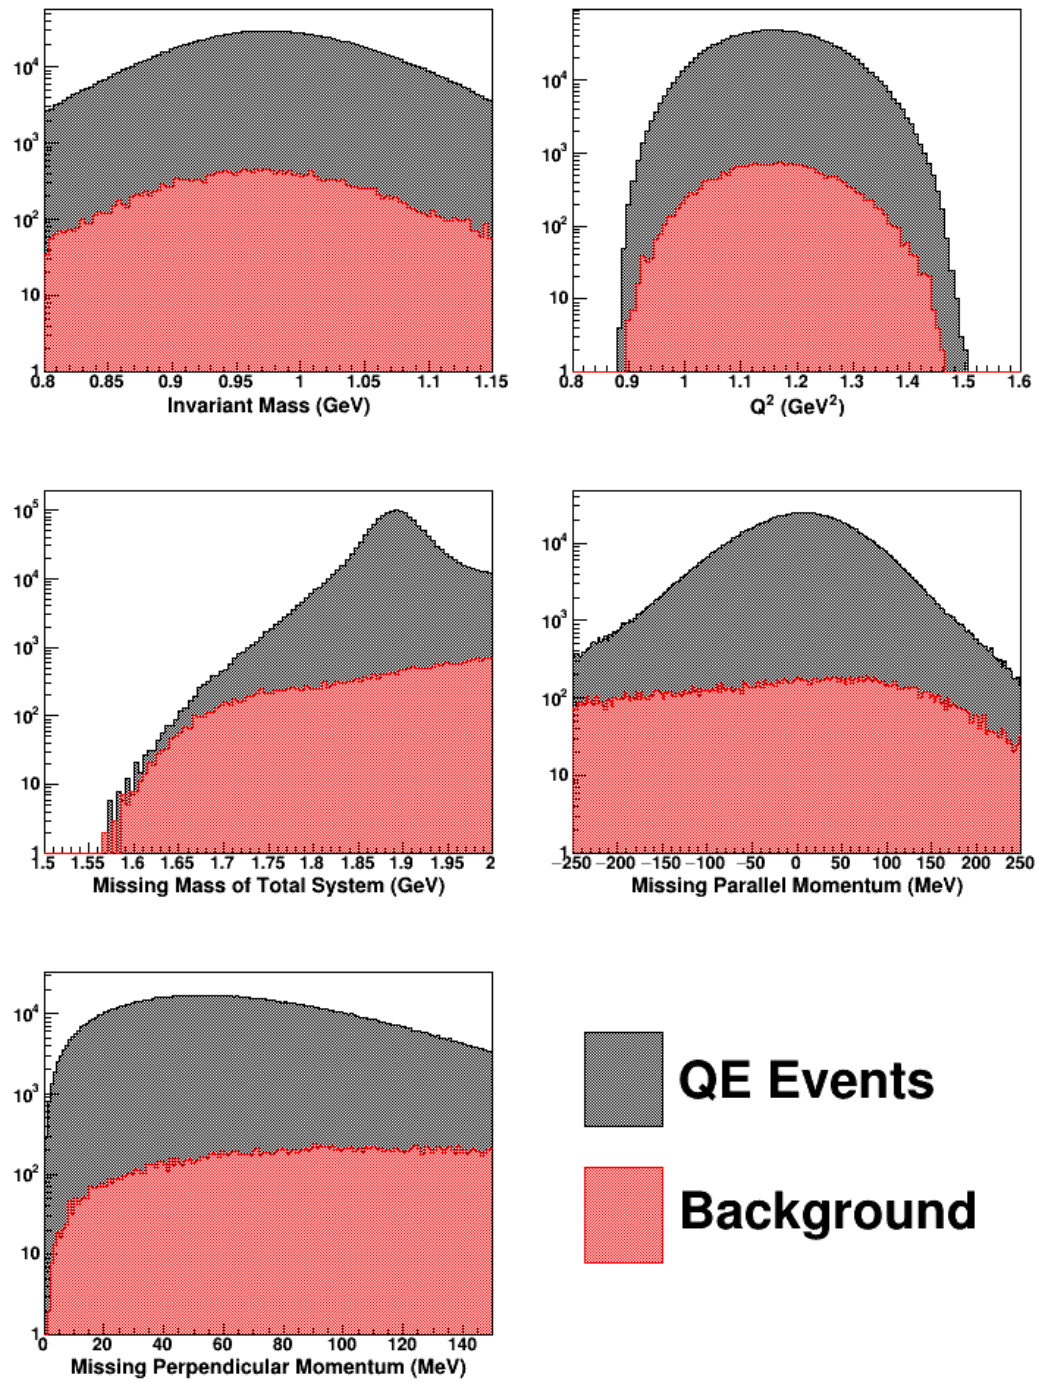 10⁴
10³
10²
10
1
0.8 0.85 0.9 0.95 1 1.05 1.1 1.15
Invariant Mass (GeV)
10⁴
10³
10²
10
1
0.8 0.9 1 1.1 1.2 1.3 1.4 1.5 1.6
Q² (GeV²)
10⁵
10⁴
10³
10²
10
1
1.5 1.55 1.6 1.65 1.7 1.75 1.8 1.85 1.9 1.95 2
Missing Mass of Total System (GeV)
10⁴
10³
10²
10
1
−250 −200 −150 −100 −50 0 50 100 150 200 250
Missing Parallel Momentum (MeV)
10⁴
10³
10²
10
1
0 20 40 60 80 100 120 140
Missing Perpendicular Momentum (MeV)
QE Events
Background